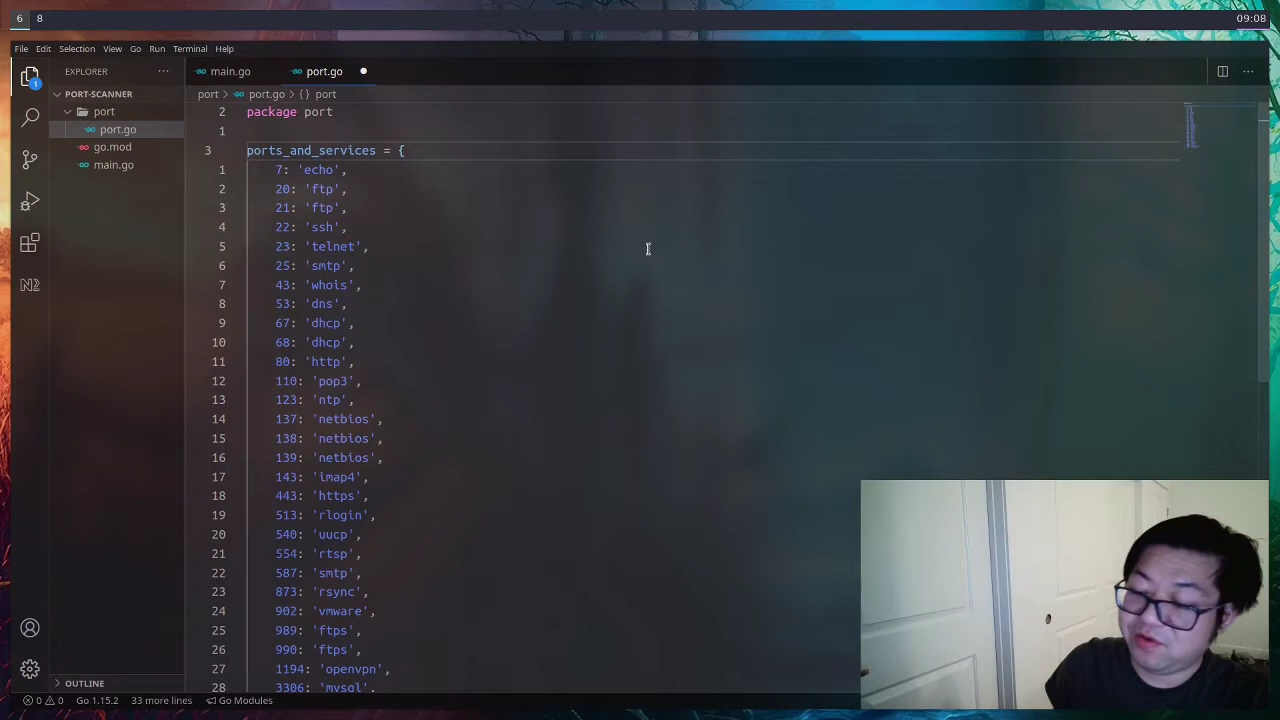 6 8 09:08
File Edit Selection View Go Run Terminal Help
EXPLORER ··· main.go port.go ···
PORT-SCANNER port > port.go > {} port
port
port.go
go.mod
main.go
1
2 package port
1
3 ports_and_services = {
1 7: 'echo',
2 20: 'ftp',
3 21: 'ftp',
4 22: 'ssh',
5 23: 'telnet',
6 25: 'smtp',
7 43: 'whois',
8 53: 'dns',
9 67: 'dhcp',
10 68: 'dhcp',
11 80: 'http',
12 110: 'pop3',
13 123: 'ntp',
14 137: 'netbios',
15 138: 'netbios',
16 139: 'netbios',
17 143: 'imap4',
18 443: 'https',
19 513: 'rlogin',
20 540: 'uucp',
21 554: 'rtsp',
22 587: 'smtp',
23 873: 'rsync',
24 902: 'vmware',
25 989: 'ftps',
26 990: 'ftps',
27 1194: 'openvpn',
28 3306: 'mysql',
OUTLINE
0 0 Go 1.15.2 33 more lines Go Modules